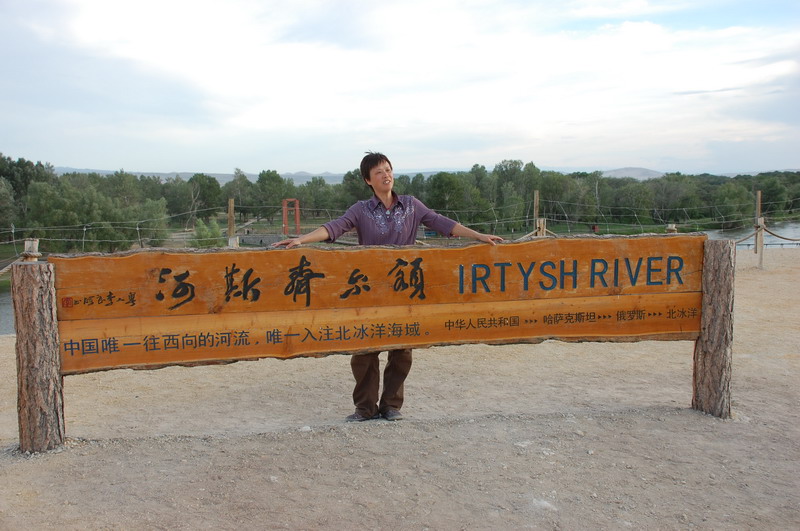 額尔齊斯河
IRTYSH RIVER
中国唯一往西向的河流，唯一入注北冰洋海域。
中华人民共和国▸▸▸哈萨克斯坦▸▸▸俄罗斯▸▸▸北冰洋